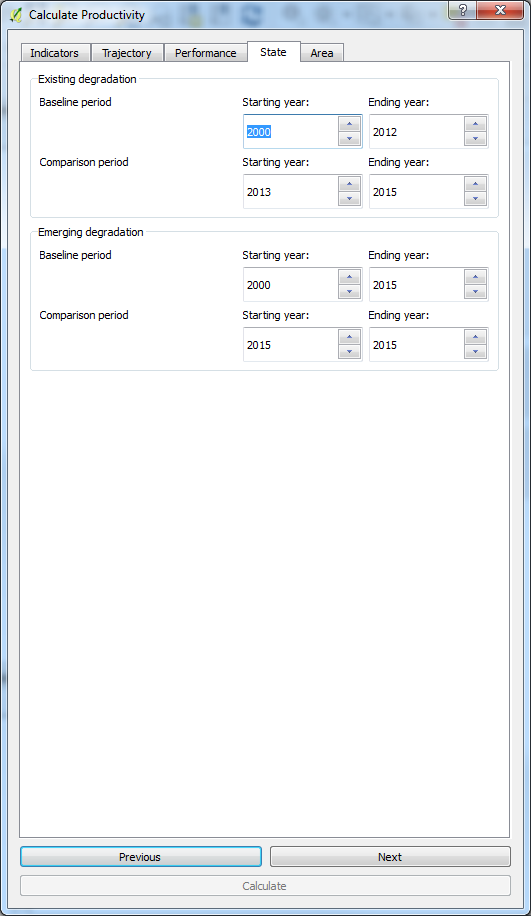 Calculate Productivity
Indicators Trajectory Performance State Area
Existing degradation
Baseline period Starting year: Ending year:
2000 2012
Comparison period Starting year: Ending year:
2013 2015
Emerging degradation
Baseline period Starting year: Ending year:
2000 2015
Comparison period Starting year: Ending year:
2015 2015
Previous Next
Calculate